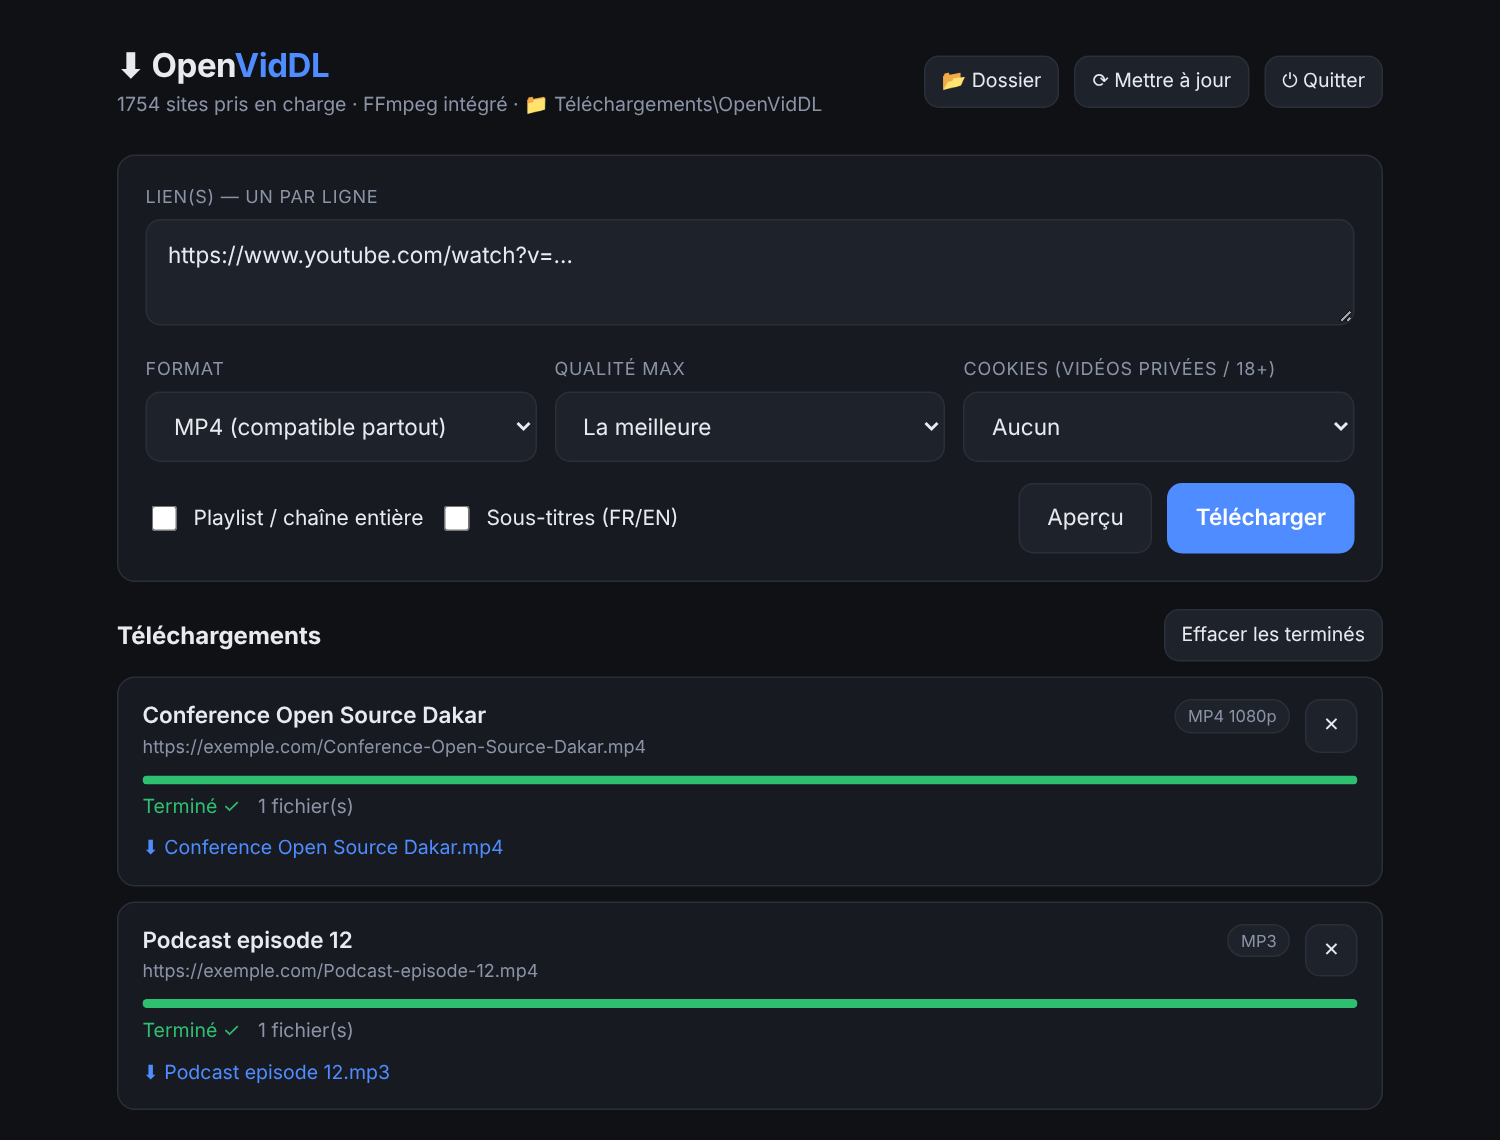 ⬇ OpenVidDL
1754 sites pris en charge · FFmpeg intégré · 📁 Téléchargements\OpenVidDL
📂 Dossier
⟳ Mettre à jour
⏻ Quitter
LIEN(S) — UN PAR LIGNE
https://www.youtube.com/watch?v=...
FORMAT
QUALITÉ MAX
COOKIES (VIDÉOS PRIVÉES / 18+)
MP4 (compatible partout)
La meilleure
Aucun
Playlist / chaîne entière
Sous-titres (FR/EN)
Aperçu
Télécharger
Téléchargements
Effacer les terminés
Conference Open Source Dakar
MP4 1080p
✕
https://exemple.com/Conference-Open-Source-Dakar.mp4
Terminé ✓ 1 fichier(s)
⬇ Conference Open Source Dakar.mp4
Podcast episode 12
MP3
✕
https://exemple.com/Podcast-episode-12.mp4
Terminé ✓ 1 fichier(s)
⬇ Podcast episode 12.mp3